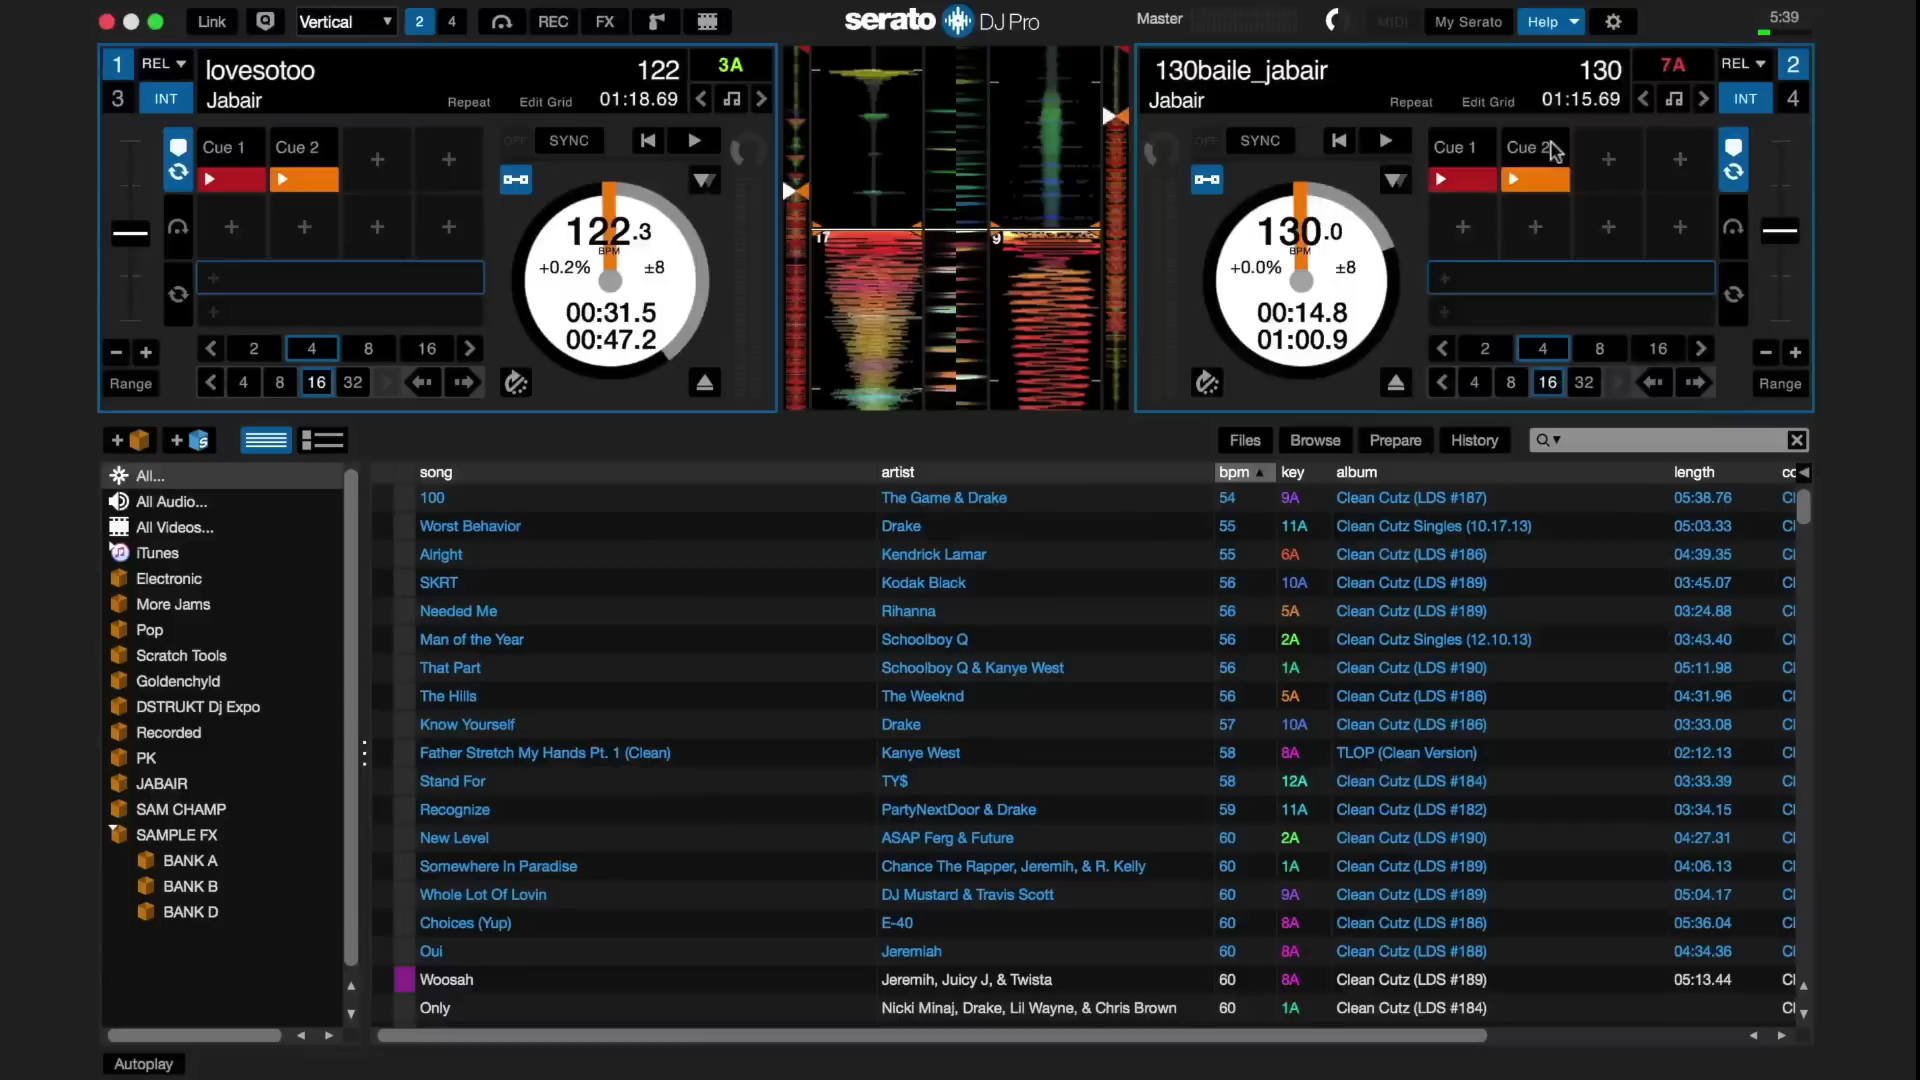 Link Vertical 2 4 REC FX serato DJ Pro Master MIDI My Serato Help 5:39
1 REL lovesotoo 122 3A
3 INT Jabair Repeat Edit Grid 01:18.69
Cue 1 Cue 2 OFF SYNC
122.3
BPM
+0.2% ±8
00:31.5
00:47.2
2 4 8 16
Range 4 8 16 32
17 9
130baile_jabair 130 7A REL 2
Jabair Repeat Edit Grid 01:15.69 INT 4
OFF SYNC Cue 1 Cue 2
130.0
BPM
+0.0% ±8
00:14.8
01:00.9
2 4 8 16
4 8 16 32 Range
Files Browse Prepare History
All...
All Audio...
All Videos...
iTunes
Electronic
More Jams
Pop
Scratch Tools
Goldenchyld
DSTRUKT Dj Expo
Recorded
PK
JABAIR
SAM CHAMP
SAMPLE FX
BANK A
BANK B
BANK D
song artist bpm key album length
100 The Game & Drake 54 9A Clean Cutz (LDS #187) 05:38.76
Worst Behavior Drake 55 11A Clean Cutz Singles (10.17.13) 05:03.33
Alright Kendrick Lamar 55 6A Clean Cutz (LDS #186) 04:39.35
SKRT Kodak Black 56 10A Clean Cutz (LDS #189) 03:45.07
Needed Me Rihanna 56 5A Clean Cutz (LDS #189) 03:24.88
Man of the Year Schoolboy Q 56 2A Clean Cutz Singles (12.10.13) 03:43.40
That Part Schoolboy Q & Kanye West 56 1A Clean Cutz (LDS #190) 05:11.98
The Hills The Weeknd 56 5A Clean Cutz (LDS #186) 04:31.96
Know Yourself Drake 57 10A Clean Cutz (LDS #186) 03:33.08
Father Stretch My Hands Pt. 1 (Clean) Kanye West 58 8A TLOP (Clean Version) 02:12.13
Stand For TY$ 58 12A Clean Cutz (LDS #184) 03:33.39
Recognize PartyNextDoor & Drake 59 11A Clean Cutz (LDS #182) 03:34.15
New Level ASAP Ferg & Future 60 2A Clean Cutz (LDS #190) 04:27.31
Somewhere In Paradise Chance The Rapper, Jeremih, & R. Kelly 60 1A Clean Cutz (LDS #189) 04:06.13
Whole Lot Of Lovin DJ Mustard & Travis Scott 60 9A Clean Cutz (LDS #189) 05:04.17
Choices (Yup) E-40 60 8A Clean Cutz (LDS #186) 05:36.04
Oui Jeremiah 60 8A Clean Cutz (LDS #188) 04:34.36
Woosah Jeremih, Juicy J, & Twista 60 8A Clean Cutz (LDS #189) 05:13.44
Only Nicki Minaj, Drake, Lil Wayne, & Chris Brown 60 1A Clean Cutz (LDS #184)
Autoplay